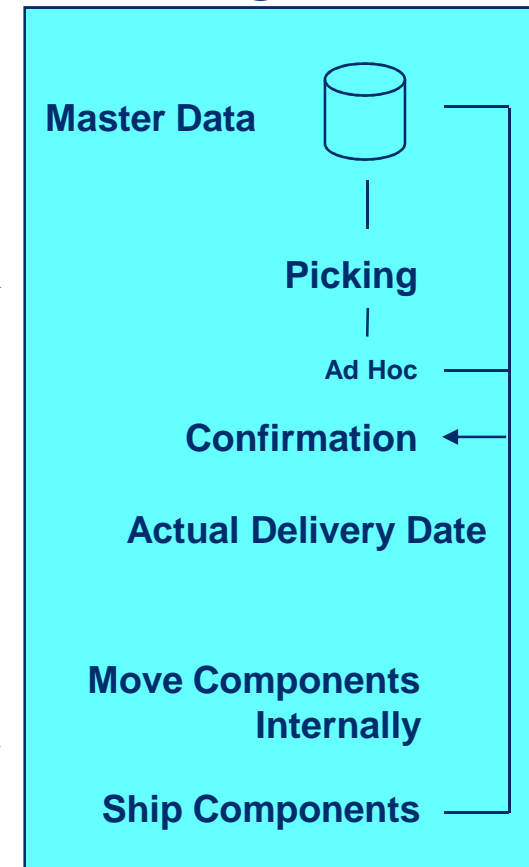 Master Data
Picking
Ad Hoc
Confirmation
Actual Delivery Date
Move Components
Internally
Ship Components